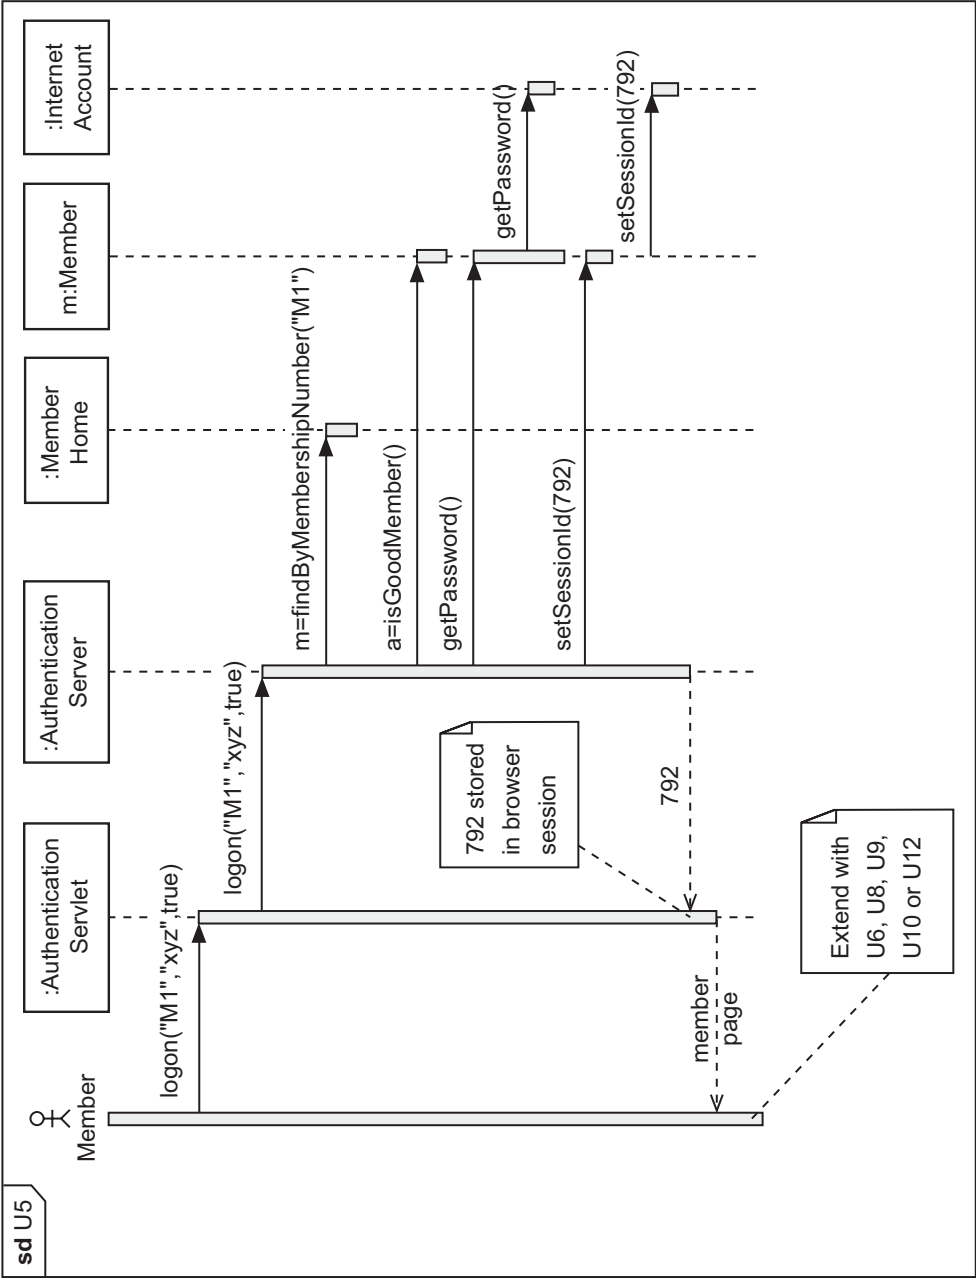 sd U5
Member
:Authentication
Servlet
:Authentication
Server
:Member
Home
m:Member
:Internet
Account
logon("M1","xyz",true)
logon("M1","xyz",true)
m=findByMembershipNumber("M1")
a=isGoodMember()
getPassword()
getPassword()
setSessionId(792)
setSessionId(792)
792 stored
in browser
session
792
member
page
Extend with
U6, U8, U9,
U10 or U12